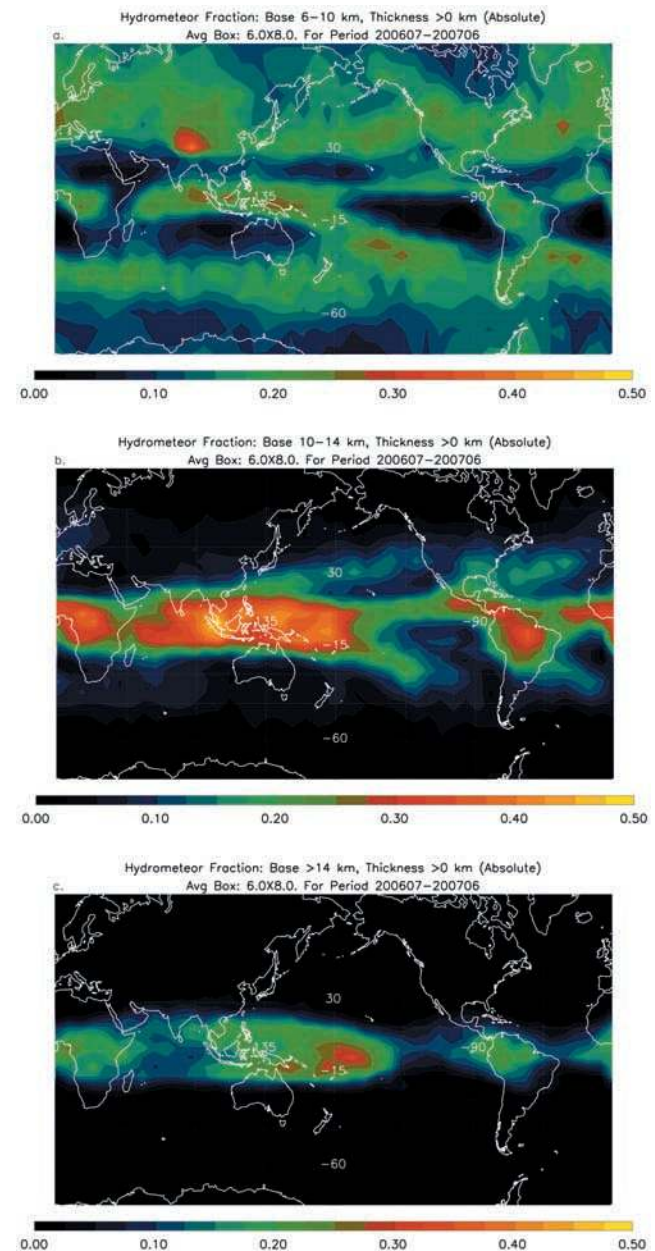 Hydrometeor Fraction: Base 6-10 km, Thickness >0 km (Absolute)
a. Avg Box: 6.0X8.0. For Period 200607-200706
30
135
-90
-15
-60
0.00 0.10 0.20 0.30 0.40 0.50
Hydrometeor Fraction: Base 10-14 km, Thickness >0 km (Absolute)
b. Avg Box: 6.0X8.0. For Period 200607-200706
30
135
-90
-15
-60
0.00 0.10 0.20 0.30 0.40 0.50
Hydrometeor Fraction: Base >14 km, Thickness >0 km (Absolute)
c. Avg Box: 6.0X8.0. For Period 200607-200706
30
135
-90
-15
-60
0.00 0.10 0.20 0.30 0.40 0.50